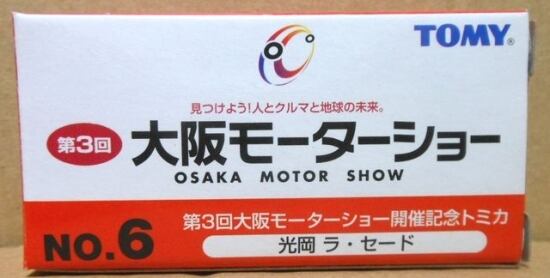 TOMY®
見つけよう!人とクルマと地球の未来。
第3回 大阪モーターショー
OSAKA MOTOR SHOW
NO.6 第3回大阪モーターショー開催記念トミカ
光岡 ラ・セード